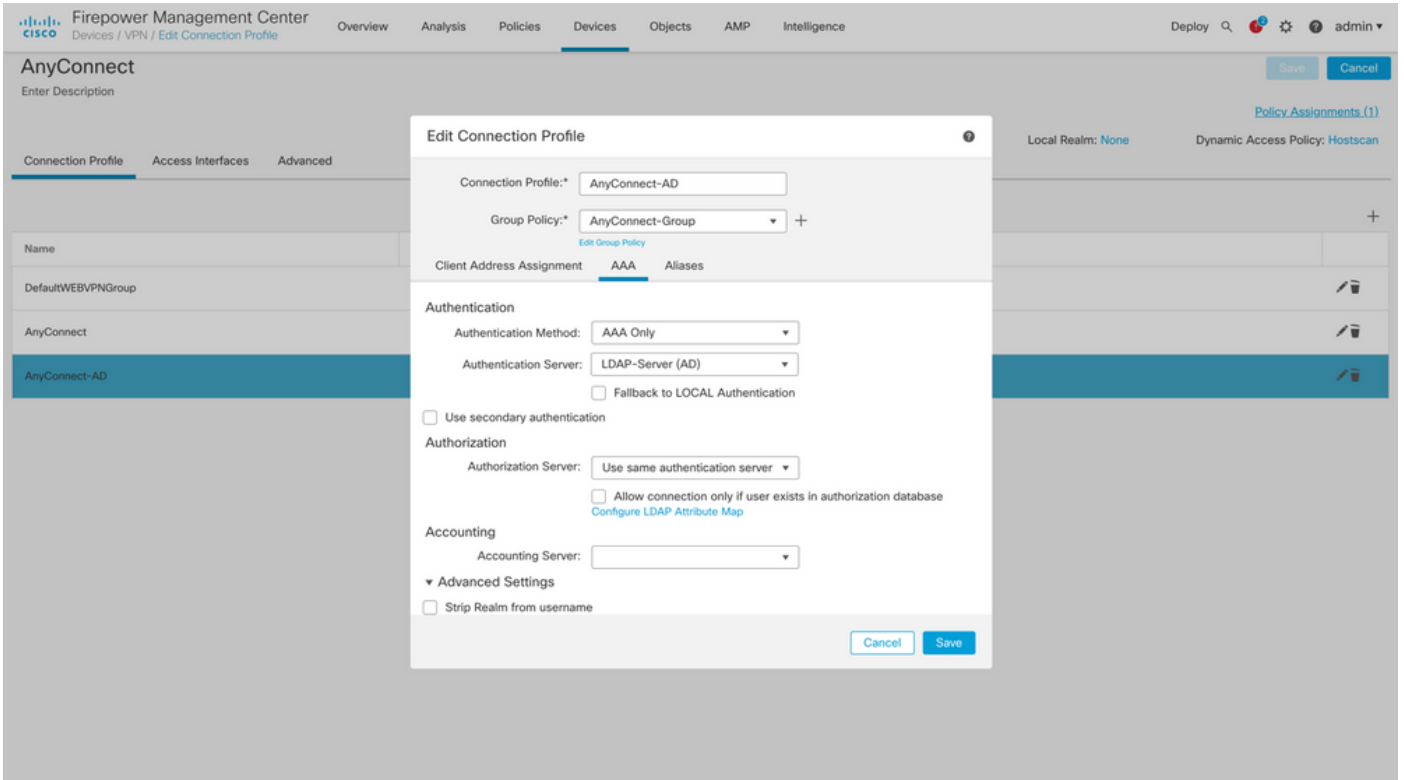 Firepower Management Center
CISCO Devices / VPN / Edit Connection Profile
Overview Analysis Policies Devices Objects AMP Intelligence
Deploy 2 admin
AnyConnect
Save Cancel
Enter Description
Policy Assignments (1)
Local Realm: None Dynamic Access Policy: Hostscan
Connection Profile Access Interfaces Advanced
Name
DefaultWEBVPNGroup
AnyConnect
AnyConnect-AD
Edit Connection Profile
Connection Profile:* AnyConnect-AD
Group Policy:* AnyConnect-Group
Edit Group Policy
Client Address Assignment AAA Aliases
Authentication
Authentication Method: AAA Only
Authentication Server: LDAP-Server (AD)
Fallback to LOCAL Authentication
Use secondary authentication
Authorization
Authorization Server: Use same authentication server
Allow connection only if user exists in authorization database
Configure LDAP Attribute Map
Accounting
Accounting Server:
Advanced Settings
Strip Realm from username
Cancel Save